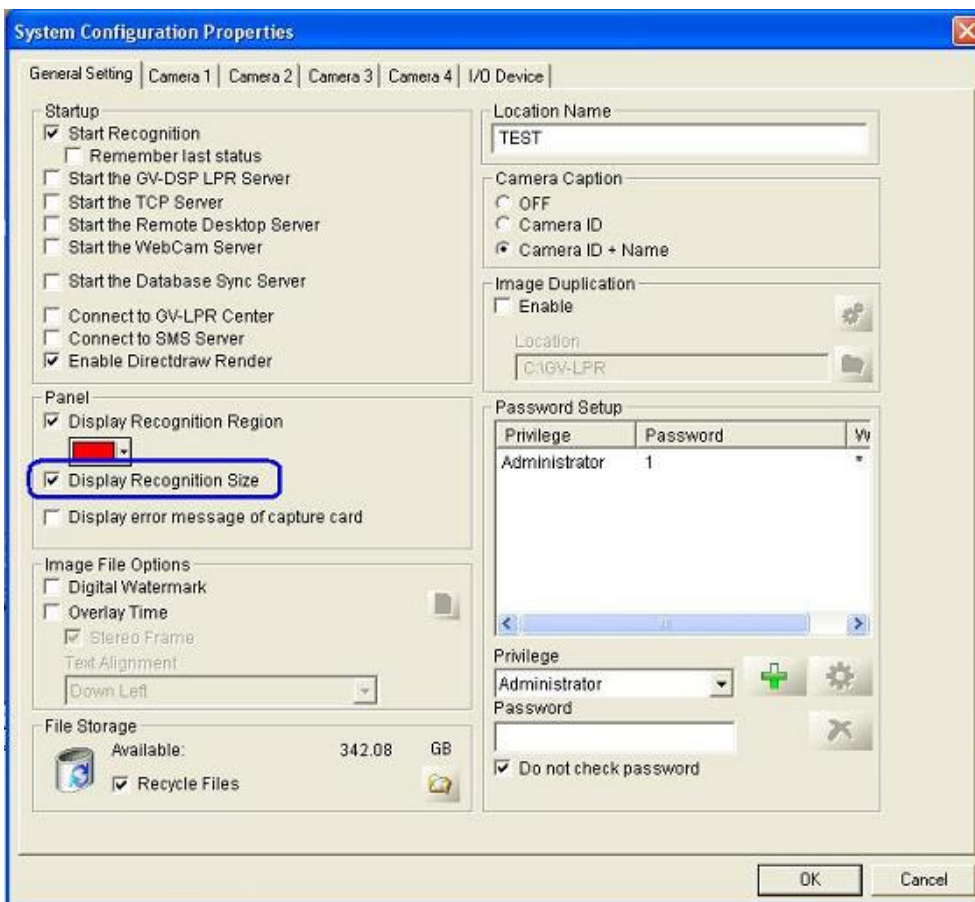 System Configuration Properties
General Setting
Camera 1
Camera 2
Camera 3
Camera 4
I/O Device
Startup
Start Recognition
Remember last status
Start the GV-DSP LPR Server
Start the TCP Server
Start the Remote Desktop Server
Start the WebCam Server
Start the Database Sync Server
Connect to GV-LPR Center
Connect to SMS Server
Enable Directdraw Render
Panel
Display Recognition Region
Display Recognition Size
Display error message of capture card
Image File Options
Digital Watermark
Overlay Time
Stereo Frame
Text Alignment
Down Left
File Storage
Available: 342.08 GB
Recycle Files
Location Name
TEST
Camera Caption
OFF
Camera ID
Camera ID + Name
Image Duplication
Enable
Location
C:\GV-LPR
Password Setup
Privilege Password
Administrator 1 *
Privilege
Administrator
Password
Do not check password
OK
Cancel